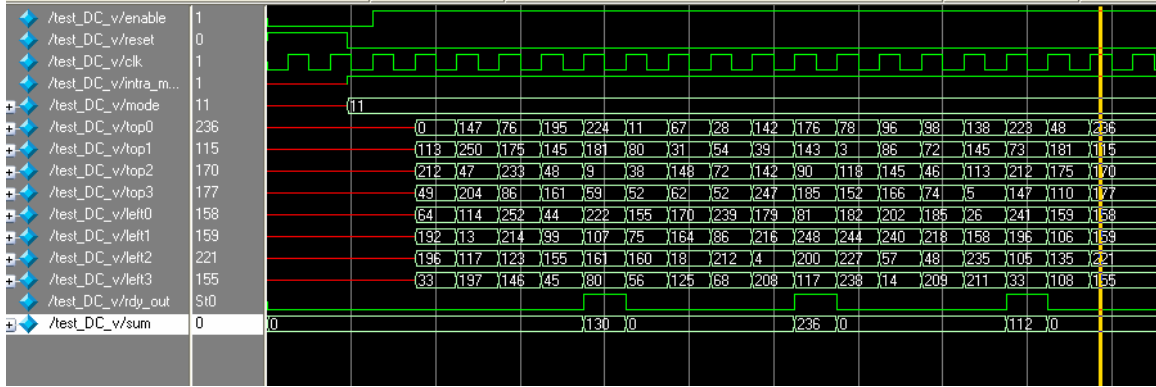 /test_DC_v/enable 1
/test_DC_v/reset 0
/test_DC_v/clk 1
/test_DC_v/intra_m... 1
/test_DC_v/mode 11 11
/test_DC_v/top0 236 0 147 76 195 224 11 67 28 142 176 78 96 98 138 223 48 236
/test_DC_v/top1 115 113 250 175 145 181 80 31 54 39 143 3 86 72 145 73 181 115
/test_DC_v/top2 170 212 47 233 48 9 38 148 72 142 90 118 145 46 113 212 175 170
/test_DC_v/top3 177 49 204 86 161 59 52 62 52 247 185 152 166 74 5 147 110 177
/test_DC_v/left0 158 64 114 252 44 222 155 170 239 179 81 182 202 185 26 241 159 158
/test_DC_v/left1 159 192 13 214 99 107 75 164 86 216 248 244 240 218 158 196 106 159
/test_DC_v/left2 221 196 117 123 155 161 160 18 212 4 200 227 57 48 235 105 135 221
/test_DC_v/left3 155 33 197 146 45 80 56 125 68 208 117 238 14 209 211 33 108 155
/test_DC_v/rdy_out St0
/test_DC_v/sum 0 0 130 0 236 0 112 0